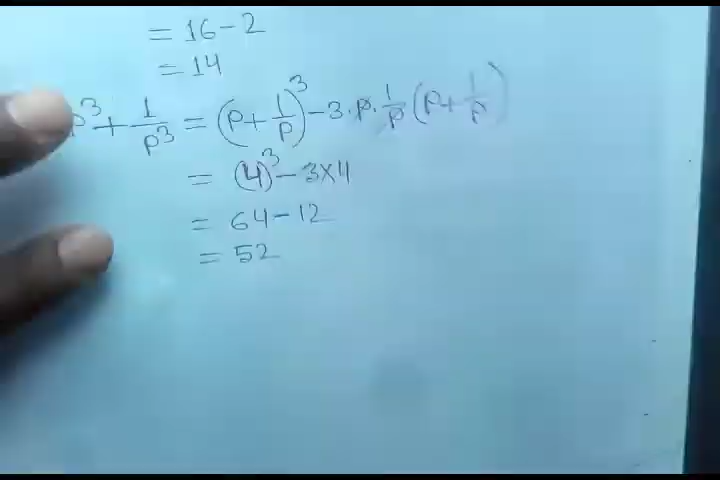 = 16 - 2
= 14
p³ + 1/p³ = (p + 1/p)³ - 3 · p · 1/p (p + 1/p)
= (4)³ - 3 × 4
= 64 - 12
= 52